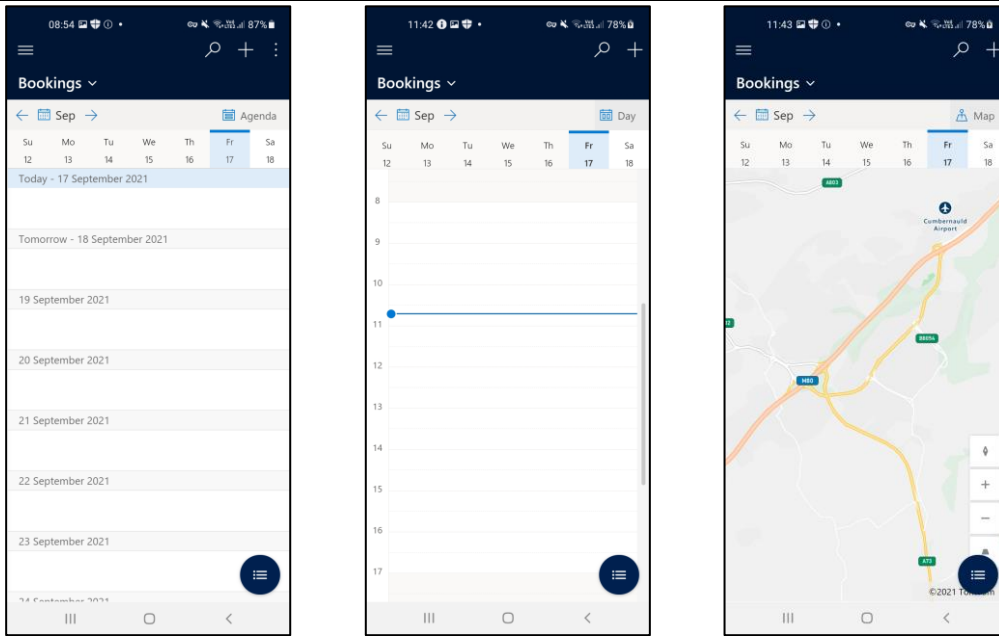 08:54 87%
Bookings
Sep Agenda
Su Mo Tu We Th Fr Sa
12 13 14 15 16 17 18
Today - 17 September 2021
Tomorrow - 18 September 2021
19 September 2021
20 September 2021
21 September 2021
22 September 2021
23 September 2021
11:42 78%
Bookings
Sep Day
Su Mo Tu We Th Fr Sa
12 13 14 15 16 17 18
8
9
10
11
12
13
14
15
16
17
11:43 78%
Bookings
Sep Map
Su Mo Tu We Th Fr Sa
12 13 14 15 16 17 18
A803
Cumbernauld
Airport
B8054
M80
A73
©2021